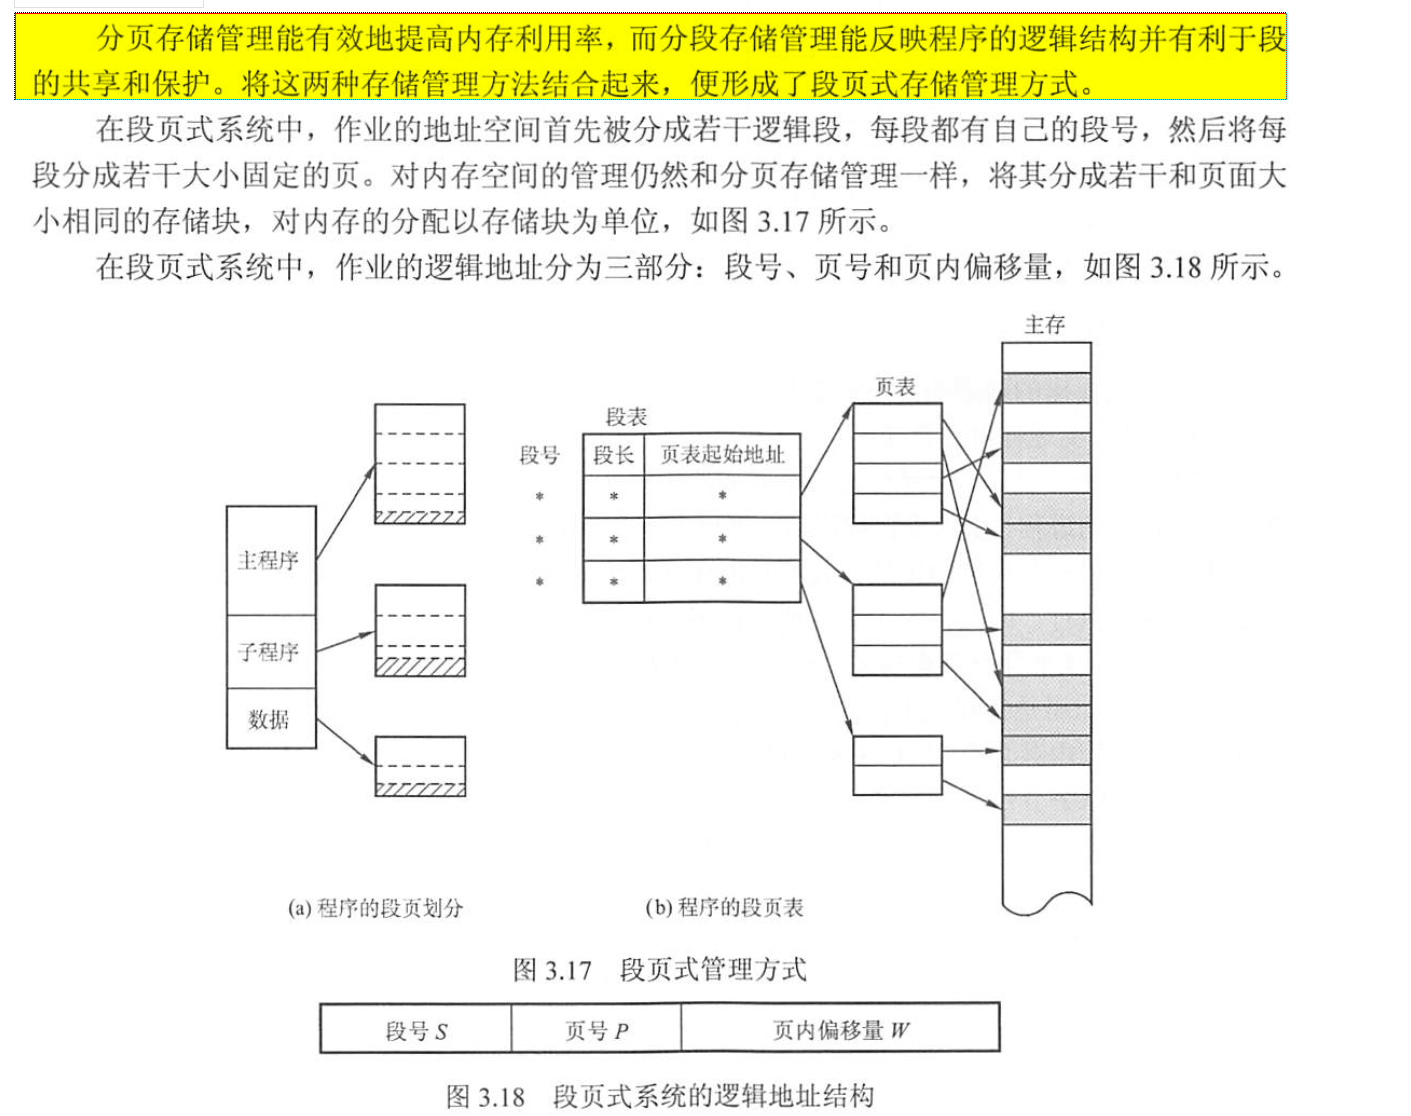 分页存储管理能有效地提高内存利用率，而分段存储管理能反映程序的逻辑结构并有利于段
的共享和保护。将这两种存储管理方法结合起来，便形成了段页式存储管理方式。
在段页式系统中，作业的地址空间首先被分成若干逻辑段，每段都有自己的段号，然后将每
段分成若干大小固定的页。对内存空间的管理仍然和分页存储管理一样，将其分成若干和页面大
小相同的存储块，对内存的分配以存储块为单位，如图 3.17 所示。
在段页式系统中，作业的逻辑地址分为三部分：段号、页号和页内偏移量，如图 3.18 所示。
主存
页表
段表
段号 段长 页表起始地址
* * *
* * *
* * *
主程序
子程序
数据
(a) 程序的段页划分
(b) 程序的段页表
图 3.17 段页式管理方式
段号 S 页号 P 页内偏移量 W
图 3.18 段页式系统的逻辑地址结构